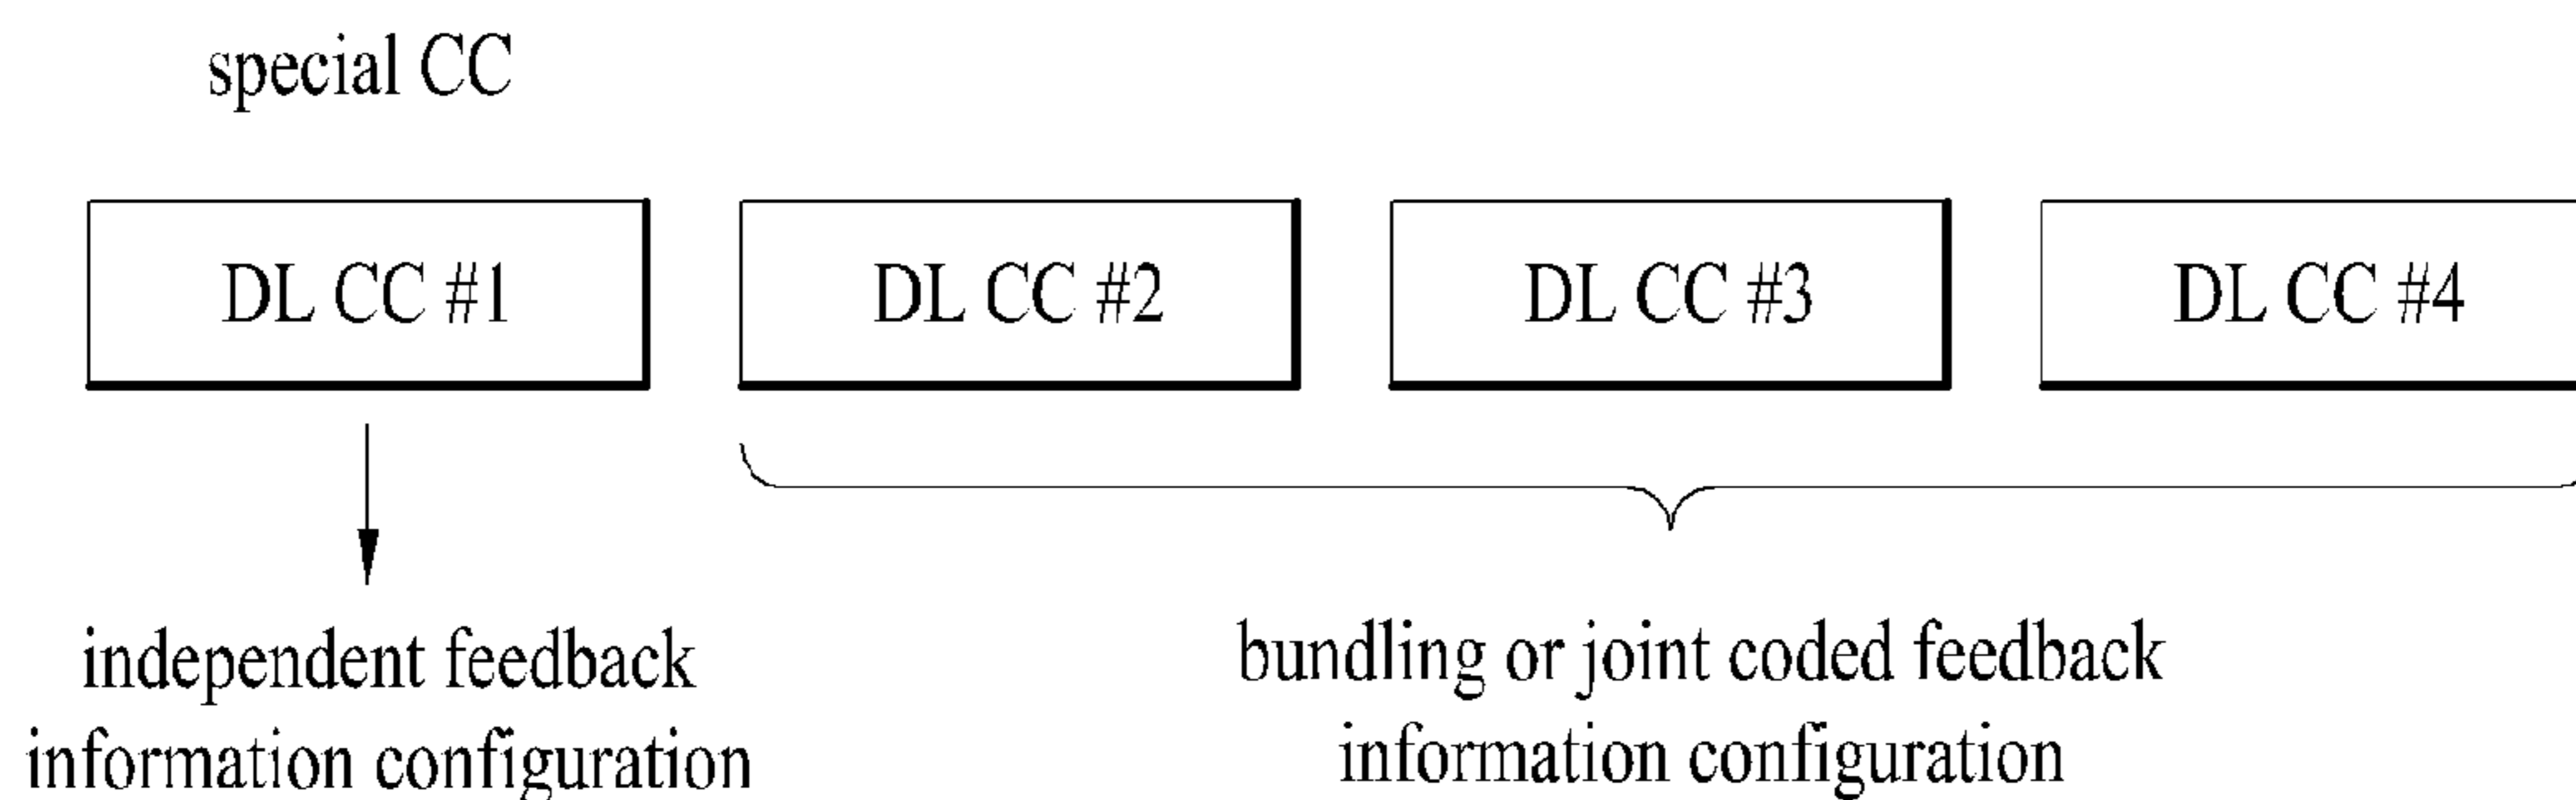 special CC
DL CC #1
DL CC #2
DL CC #3
DL CC #4
independent feedback
information configuration
bundling or joint coded feedback
information configuration